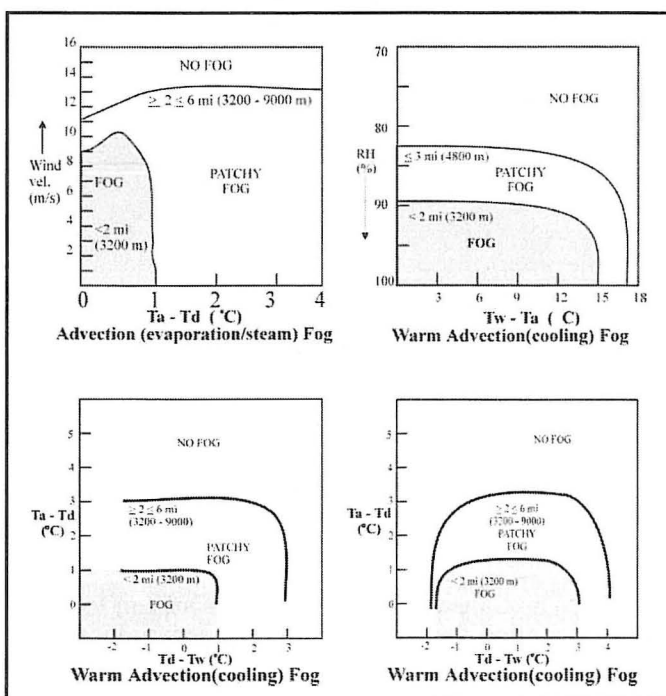 16
14
12
10
8
6
4
2
Wind
vel.
(m/s)
NO FOG
≥ 2 ≤ 6 mi (3200 - 9000 m)
FOG
PATCHY
FOG
<2 mi
(3200 m)
0 1 2 3 4
Ta - Td (°C)
Advection (evaporation/steam) Fog
70
80
90
100
RH
(%)
NO FOG
≤ 3 mi (4800 m)
PATCHY
FOG
< 2 mi (3200 m)
FOG
3 6 9 12 15 18
Tw - Ta ( C)
Warm Advection(cooling) Fog
5
4
3
2
1
0
Ta - Td
(°C)
NO FOG
≥ 2 ≤ 6 mi
(3200 - 9000)
PATCHY
FOG
< 2 mi (3200 m)
FOG
-2 -1 0 1 2 3
Td - Tw (°C)
Warm Advection(cooling) Fog
5
4
3
2
1
0
Ta - Td
(°C)
NO FOG
≥ 2 ≤ 6 mi
(3200 - 9000)
PATCHY
FOG
< 2 mi (3200 m)
FOG
-2 -1 0 1 2 3 4
Td - Tw (°C)
Warm Advection(cooling) Fog